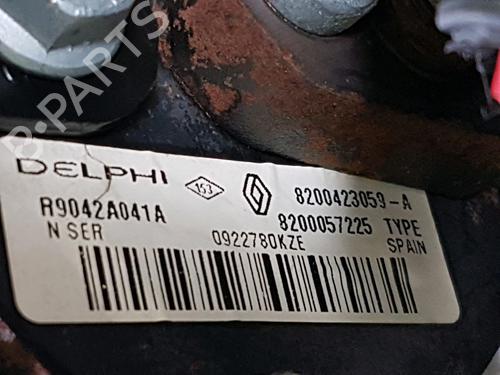 B-PARTS
DELPHI 153 8200423059-A
R9042A041A 8200057225 TYPE
N SER 0922780KZE SPAIN